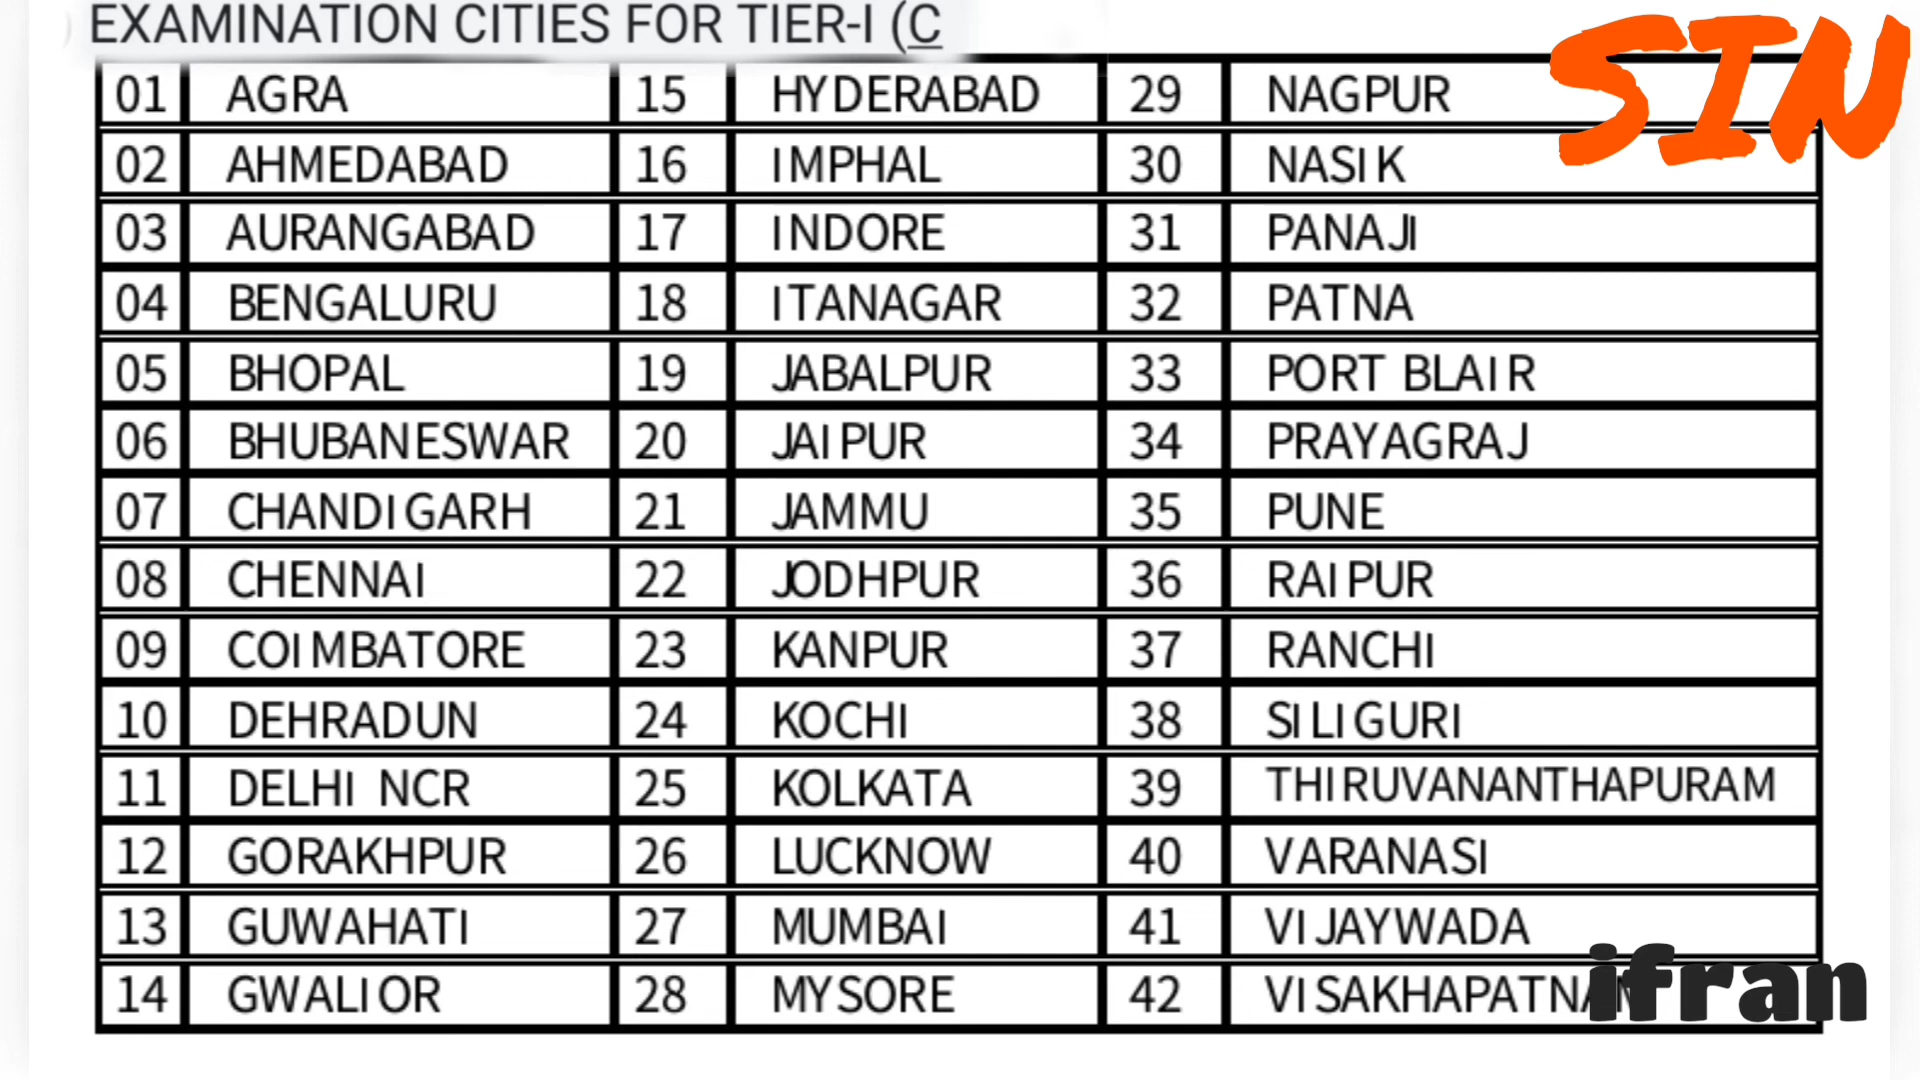 EXAMINATION CITIES FOR TIER-I (C
SIN
01 AGRA 15 HYDERABAD 29 NAGPUR
02 AHMEDABAD 16 IMPHAL 30 NASIK
03 AURANGABAD 17 INDORE 31 PANAJI
04 BENGALURU 18 ITANAGAR 32 PATNA
05 BHOPAL 19 JABALPUR 33 PORT BLAIR
06 BHUBANESWAR 20 JAIPUR 34 PRAYAGRAJ
07 CHANDIGARH 21 JAMMU 35 PUNE
08 CHENNAI 22 JODHPUR 36 RAIPUR
09 COIMBATORE 23 KANPUR 37 RANCHI
10 DEHRADUN 24 KOCHI 38 SILIGURI
11 DELHI NCR 25 KOLKATA 39 THIRUVANANTHAPURAM
12 GORAKHPUR 26 LUCKNOW 40 VARANASI
13 GUWAHATI 27 MUMBAI 41 VIJAYWADA
14 GWALIOR 28 MYSORE 42 VISAKHAPATNAM
ifran